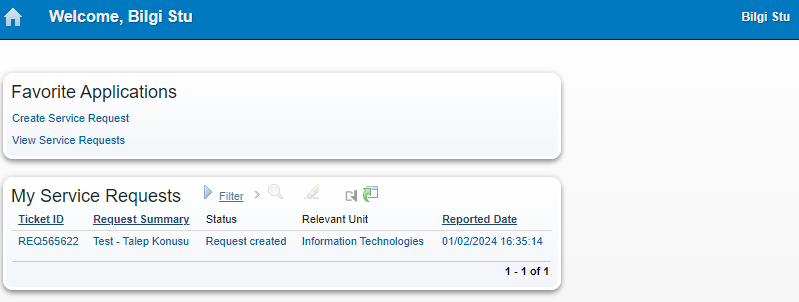 Welcome, Bilgi Stu Bilgi Stu
Favorite Applications
Create Service Request
View Service Requests
My Service Requests Filter
Ticket ID Request Summary Status Relevant Unit Reported Date
REQ565622 Test - Talep Konusu Request created Information Technologies 01/02/2024 16:35:14
1 - 1 of 1